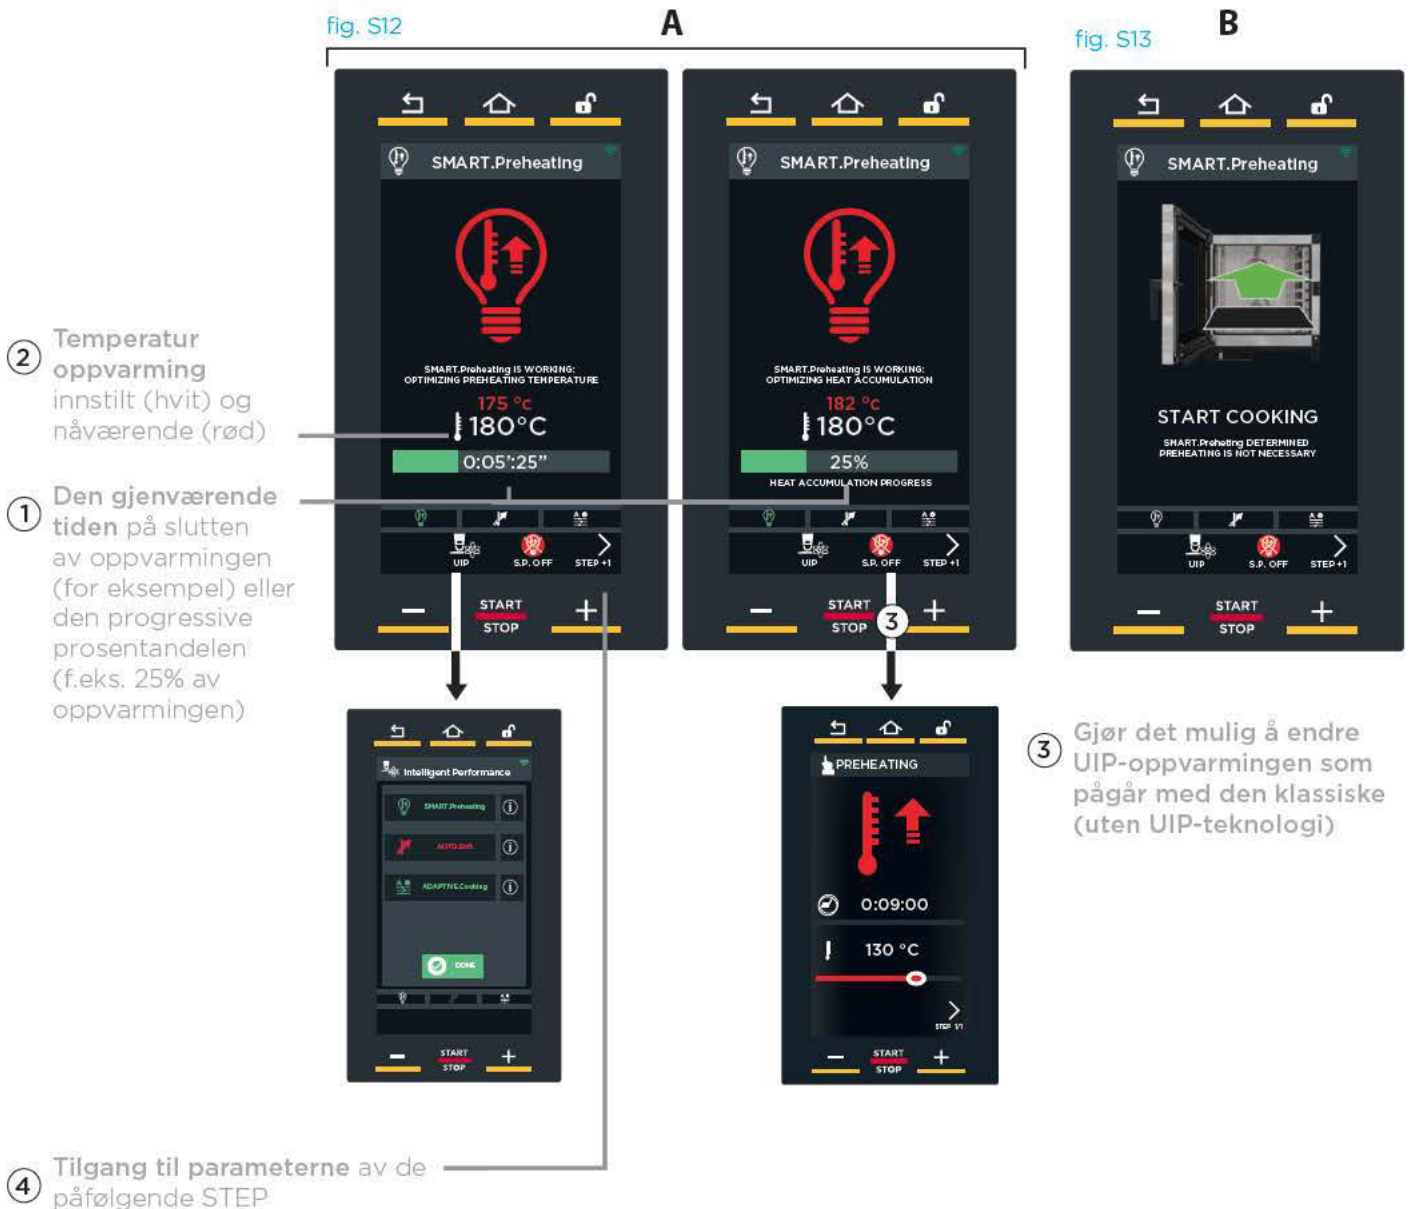 fig. S12
A
fig. S13
B
SMART.Preheating
SMART.Preheating IS WORKING:
OPTIMIZING PREHEATING TEMPERATURE
175 °c
180°C
0:05':25”
UIP
S.P. OFF
STEP +1
START
STOP
SMART.Preheating
SMART.Preheating IS WORKING:
OPTIMIZING HEAT ACCUMULATION
182 °c
180°C
25%
HEAT ACCUMULATION PROGRESS
UIP
S.P. OFF
STEP +1
START
STOP
3
SMART.Preheating
START COOKING
SMART.Preheting DETERMINED
PREHEATING IS NOT NECESSARY
UIP
S.P. OFF
STEP +1
START
STOP
2 Temperatur
oppvarming
innstilt (hvit) og
nåværende (rød)
1 Den gjenværende
tiden på slutten
av oppvarmingen
(for eksempel) eller
den progressive
prosentandelen
(f.eks. 25% av
oppvarmingen)
Intelligent Performance
SMART.Preheating
AUTO.Soft
ADAPTIVE.Cooking
DONE
START
STOP
PREHEATING
0:09:00
130 °C
STEP 1/1
START
STOP
3 Gjør det mulig å endre
UIP-oppvarmingen som
pågår med den klassiske
(uten UIP-teknologi)
4 Tilgang til parameterne av de
påfølgende STEP